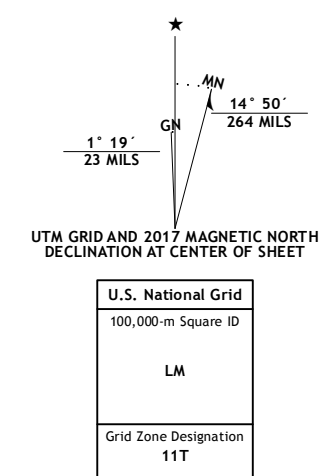 ★
MN
GN
1° 19´
23 MILS
14° 50´
264 MILS
UTM GRID AND 2017 MAGNETIC NORTH
DECLINATION AT CENTER OF SHEET
U.S. National Grid
100,000-m Square ID
LM
Grid Zone Designation
11T